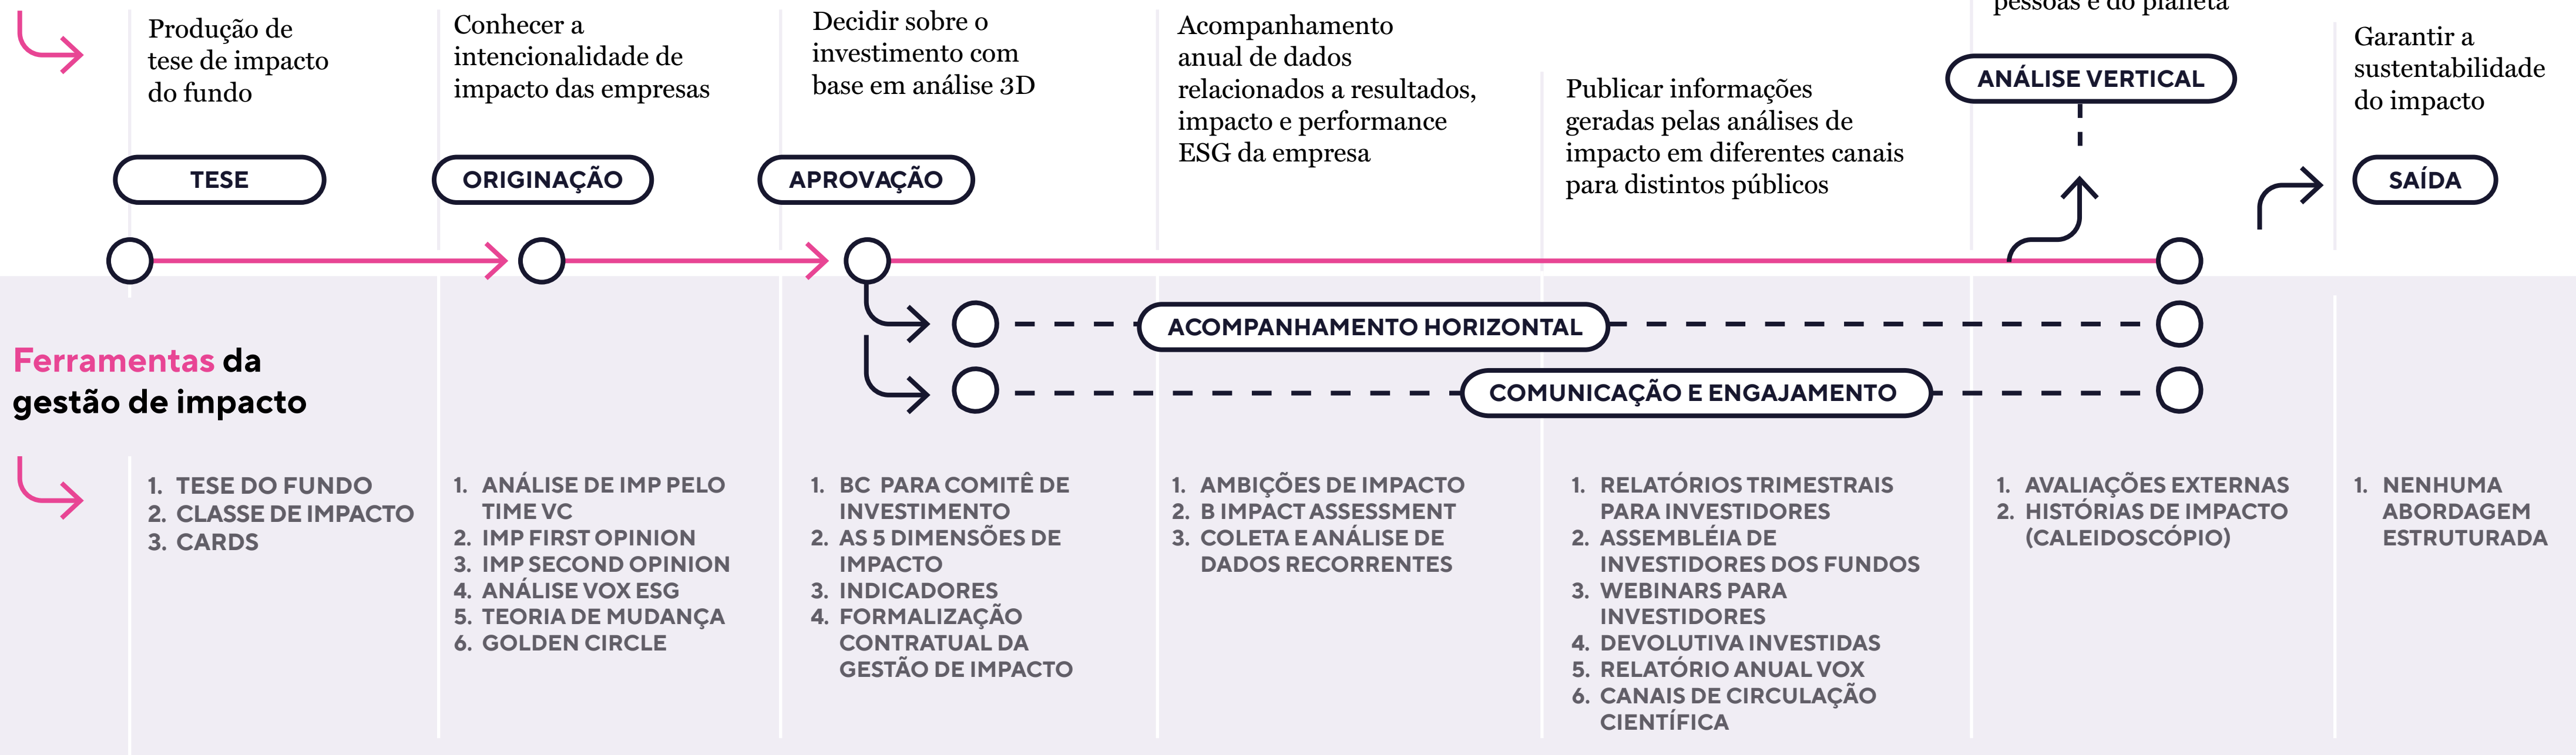 Produção de
tese de impacto
do fundo
TESE
Conhecer a
intencionalidade de
impacto das empresas
ORIGINAÇÃO
Decidir sobre o
investimento com
base em análise 3D
APROVAÇÃO
Acompanhamento
anual de dados
relacionados a resultados,
impacto e performance
ESG da empresa
Publicar informações
geradas pelas análises de
impacto em diferentes canais
para distintos públicos
pessoas e do planeta
ANÁLISE VERTICAL
Garantir a
sustentabilidade
do impacto
SAÍDA
ACOMPANHAMENTO HORIZONTAL
COMUNICAÇÃO E ENGAJAMENTO
Ferramentas da
gestão de impacto
1. TESE DO FUNDO
2. CLASSE DE IMPACTO
3. CARDS
1. ANÁLISE DE IMP PELO
TIME VC
2. IMP FIRST OPINION
3. IMP SECOND OPINION
4. ANÁLISE VOX ESG
5. TEORIA DE MUDANÇA
6. GOLDEN CIRCLE
1. BC PARA COMITÊ DE
INVESTIMENTO
2. AS 5 DIMENSÕES DE
IMPACTO
3. INDICADORES
4. FORMALIZAÇÃO
CONTRATUAL DA
GESTÃO DE IMPACTO
1. AMBIÇÕES DE IMPACTO
2. B IMPACT ASSESSMENT
3. COLETA E ANÁLISE DE
DADOS RECORRENTES
1. RELATÓRIOS TRIMESTRAIS
PARA INVESTIDORES
2. ASSEMBLÉIA DE
INVESTIDORES DOS FUNDOS
3. WEBINARS PARA
INVESTIDORES
4. DEVOLUTIVA INVESTIDAS
5. RELATÓRIO ANUAL VOX
6. CANAIS DE CIRCULAÇÃO
CIENTÍFICA
1. AVALIAÇÕES EXTERNAS
2. HISTÓRIAS DE IMPACTO
(CALEIDOSCÓPIO)
1. NENHUMA
ABORDAGEM
ESTRUTURADA